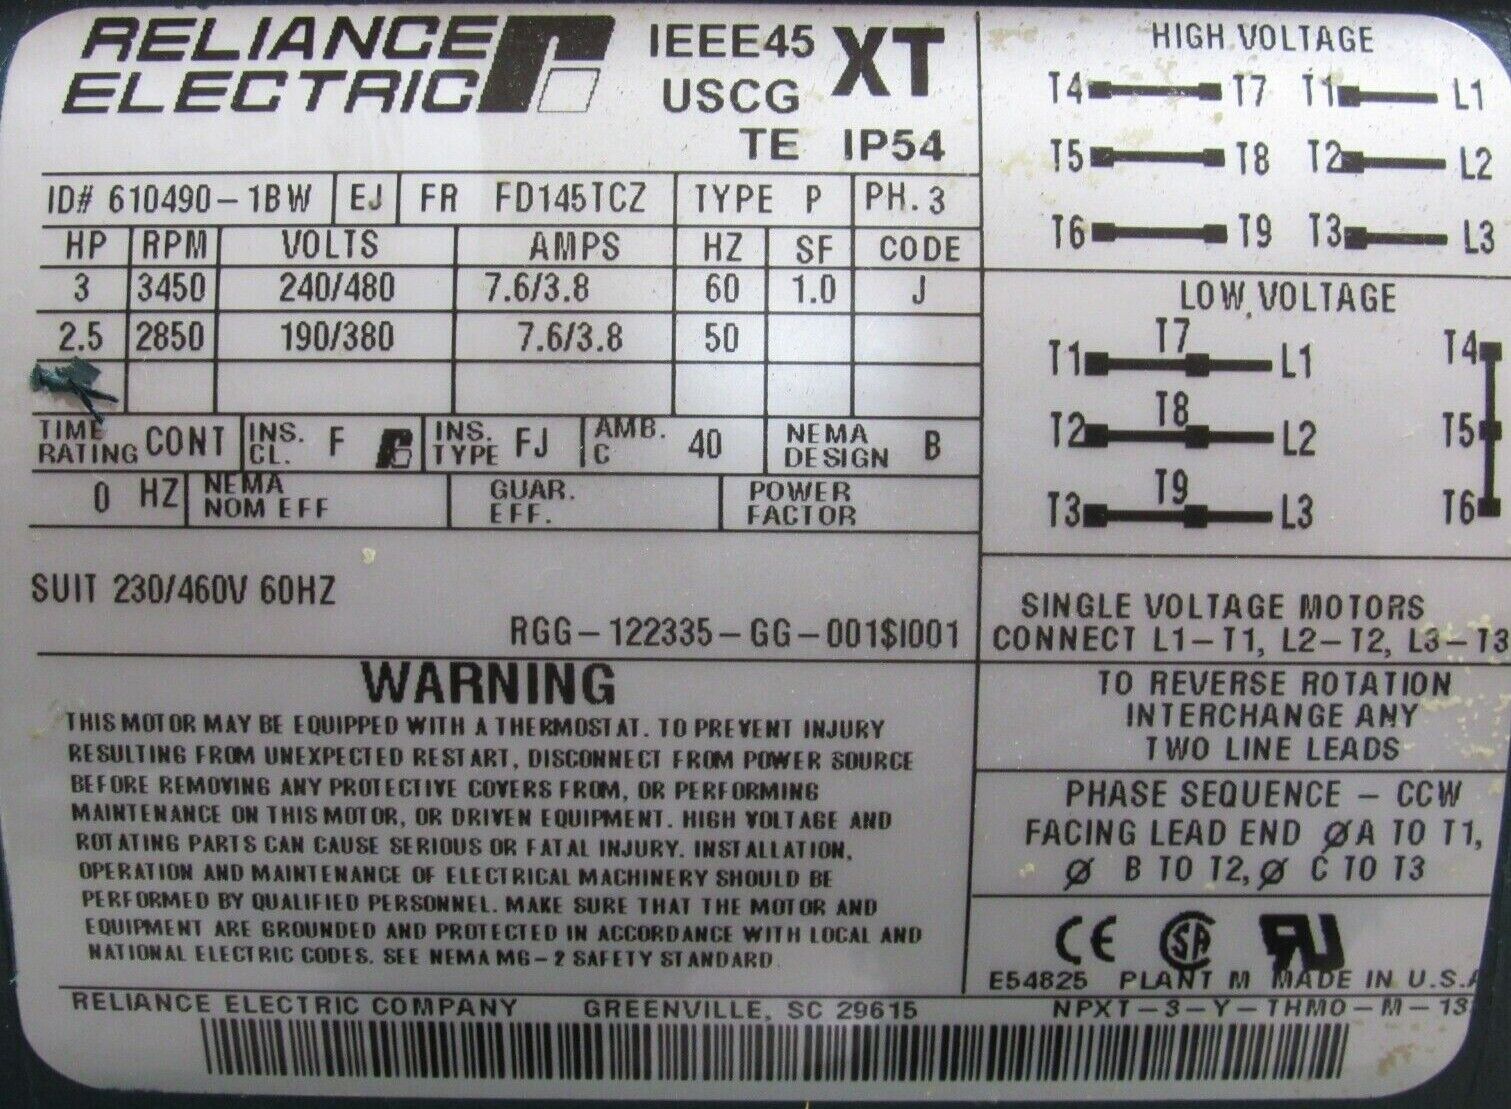 RELIANCE
ELECTRIC
IEEE45 XT
USCG
TE IP54
ID# 610490-1BW EJ FR FD145TCZ TYPE P PH. 3
HP RPM VOLTS AMPS HZ SF CODE
3 3450 240/480 7.6/3.8 60 1.0 J
2.5 2850 190/380 7.6/3.8 50
TIME RATING CONT INS. CL. F INS. TYPE FJ AMB. C 40 NEMA DESIGN B
0 HZ NEMA NOM EFF GUAR. EFF. POWER FACTOR
SUIT 230/460V 60HZ
RGG-122335-GG-001$I001
WARNING
THIS MOTOR MAY BE EQUIPPED WITH A THERMOSTAT. TO PREVENT INJURY
RESULTING FROM UNEXPECTED RESTART, DISCONNECT FROM POWER SOURCE
BEFORE REMOVING ANY PROTECTIVE COVERS FROM, OR PERFORMING
MAINTENANCE ON THIS MOTOR, OR DRIVEN EQUIPMENT. HIGH VOLTAGE AND
ROTATING PARTS CAN CAUSE SERIOUS OR FATAL INJURY. INSTALLATION,
OPERATION AND MAINTENANCE OF ELECTRICAL MACHINERY SHOULD BE
PERFORMED BY QUALIFIED PERSONNEL. MAKE SURE THAT THE MOTOR AND
EQUIPMENT ARE GROUNDED AND PROTECTED IN ACCORDANCE WITH LOCAL AND
NATIONAL ELECTRIC CODES. SEE NEMA MG-2 SAFETY STANDARD.
RELIANCE ELECTRIC COMPANY GREENVILLE, SC 29615
HIGH VOLTAGE
T4 T7 T1 L1
T5 T8 T2 L2
T6 T9 T3 L3
LOW VOLTAGE
T1 T7 L1 T4
T2 T8 L2 T5
T3 T9 L3 T6
SINGLE VOLTAGE MOTORS
CONNECT L1-T1, L2-T2, L3-T3
TO REVERSE ROTATION
INTERCHANGE ANY
TWO LINE LEADS
PHASE SEQUENCE - CCW
FACING LEAD END ØA TO T1,
Ø B TO T2, Ø C TO T3
CE SA RU
E54825 PLANT M MADE IN U.S.A
NPXT-3-Y-THMO-M-13